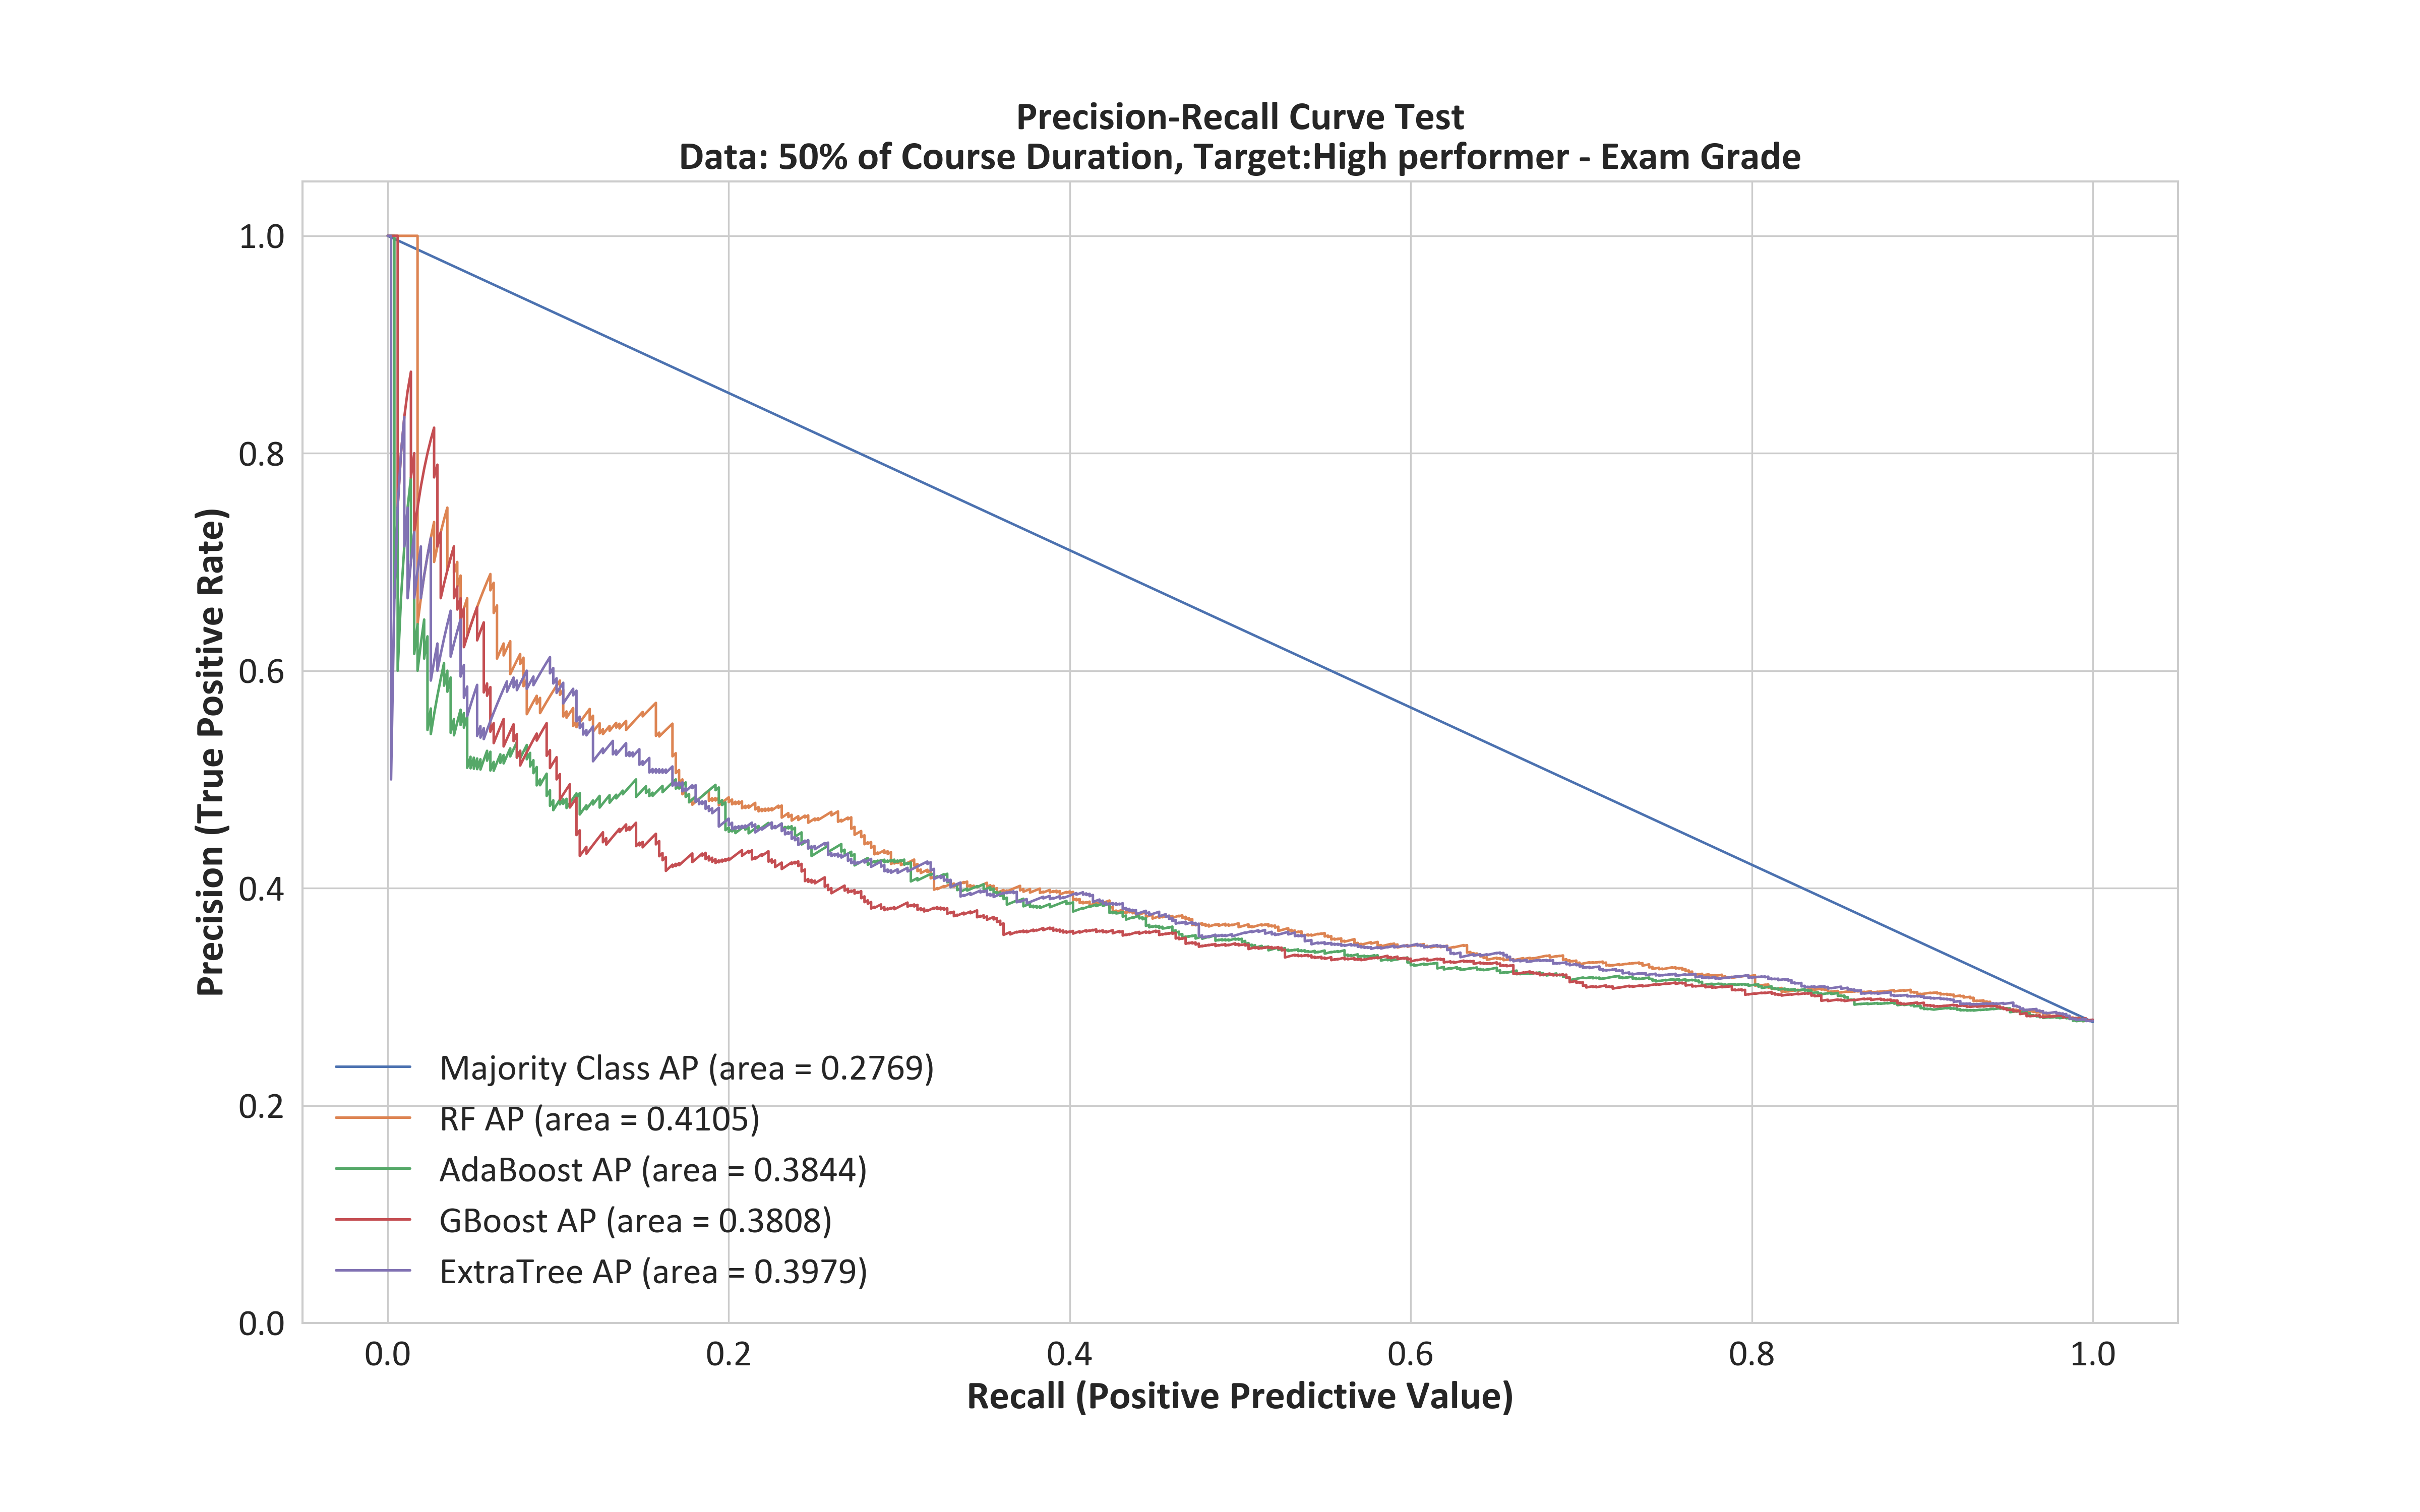 Precision-Recall Curve Test
Data: 50% of Course Duration, Target:High performer - Exam Grade
Precision (True Positive Rate)
1.0
0.8
0.6
0.4
0.2
0.0
Majority Class AP (area = 0.2769)
RF AP (area = 0.4105)
AdaBoost AP (area = 0.3844)
GBoost AP (area = 0.3808)
ExtraTree AP (area = 0.3979)
0.0 0.2 0.4 0.6 0.8 1.0
Recall (Positive Predictive Value)